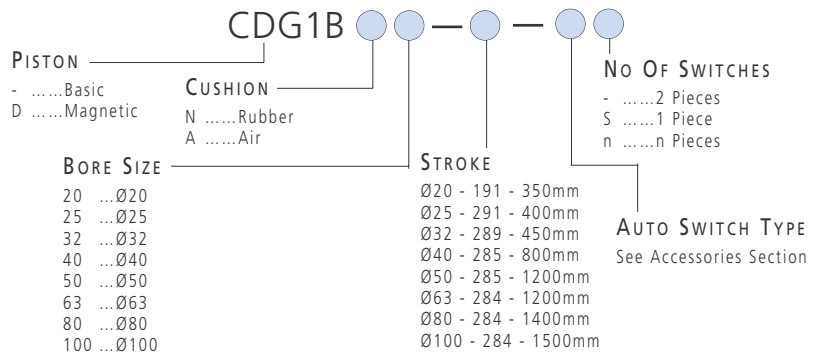 CDG1B — —
PISTON
- ......Basic
D ......Magnetic
CUSHION
N ......Rubber
A ......Air
BORE SIZE
20 ...Ø20
25 ...Ø25
32 ...Ø32
40 ...Ø40
50 ...Ø50
63 ...Ø63
80 ...Ø80
100 ...Ø100
STROKE
Ø20 - 191 - 350mm
Ø25 - 291 - 400mm
Ø32 - 289 - 450mm
Ø40 - 285 - 800mm
Ø50 - 285 - 1200mm
Ø63 - 284 - 1200mm
Ø80 - 284 - 1400mm
Ø100 - 284 - 1500mm
NO OF SWITCHES
- ......2 Pieces
S ......1 Piece
n ......n Pieces
AUTO SWITCH TYPE
See Accessories Section